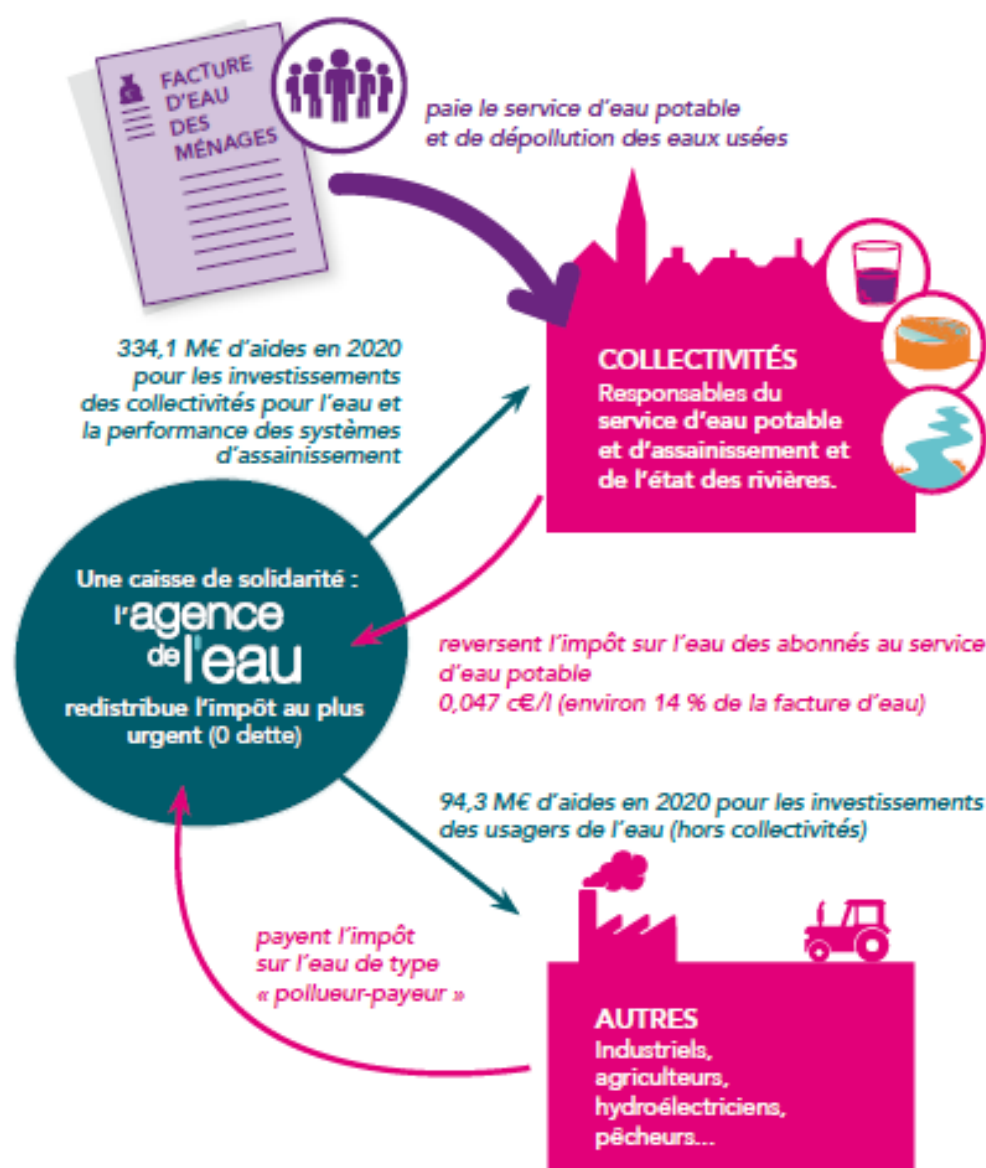 FACTURE
D'EAU
DES
MÉNAGES
paie le service d'eau potable
et de dépollution des eaux usées
334,1 M€ d'aides en 2020
pour les investissements
des collectivités pour l'eau et
la performance des systèmes
d'assainissement
COLLECTIVITÉS
Responsables du
service d'eau potable
et d'assainissement et
de l'état des rivières.
Une caisse de solidarité :
l'agence
de l'eau
redistribue l'impôt au plus
urgent (0 dette)
reversent l'impôt sur l'eau des abonnés au service
d'eau potable
0,047 c€/l (environ 14 % de la facture d'eau)
94,3 M€ d'aides en 2020 pour les investissements
des usagers de l'eau (hors collectivités)
payent l'impôt
sur l'eau de type
« pollueur-payeur »
AUTRES
Industriels,
agriculteurs,
hydroélectriciens,
pêcheurs...